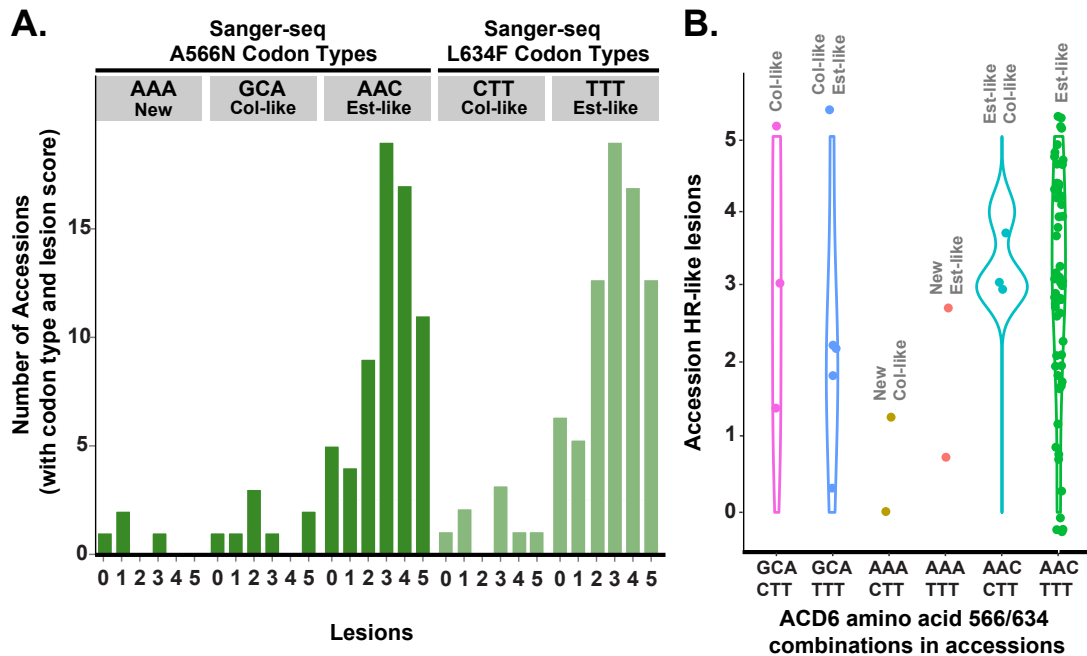 A.
Sanger-seq
A566N Codon Types
Sanger-seq
L634F Codon Types
AAA
New
GCA
Col-like
AAC
Est-like
CTT
Col-like
TTT
Est-like
Number of Accessions
(with codon type and lesion score)
15
10
5
0
0 1 2 3 4 5 0 1 2 3 4 5 0 1 2 3 4 5 0 1 2 3 4 5 0 1 2 3 4 5
Lesions
B.
Col-like
Col-like
Est-like
New
Col-like
New
Est-like
Est-like
Col-like
Est-like
Accession HR-like lesions
5
4
3
2
1
0
GCA GCA AAA AAA AAC AAC
CTT TTT CTT TTT CTT TTT
ACD6 amino acid 566/634
combinations in accessions